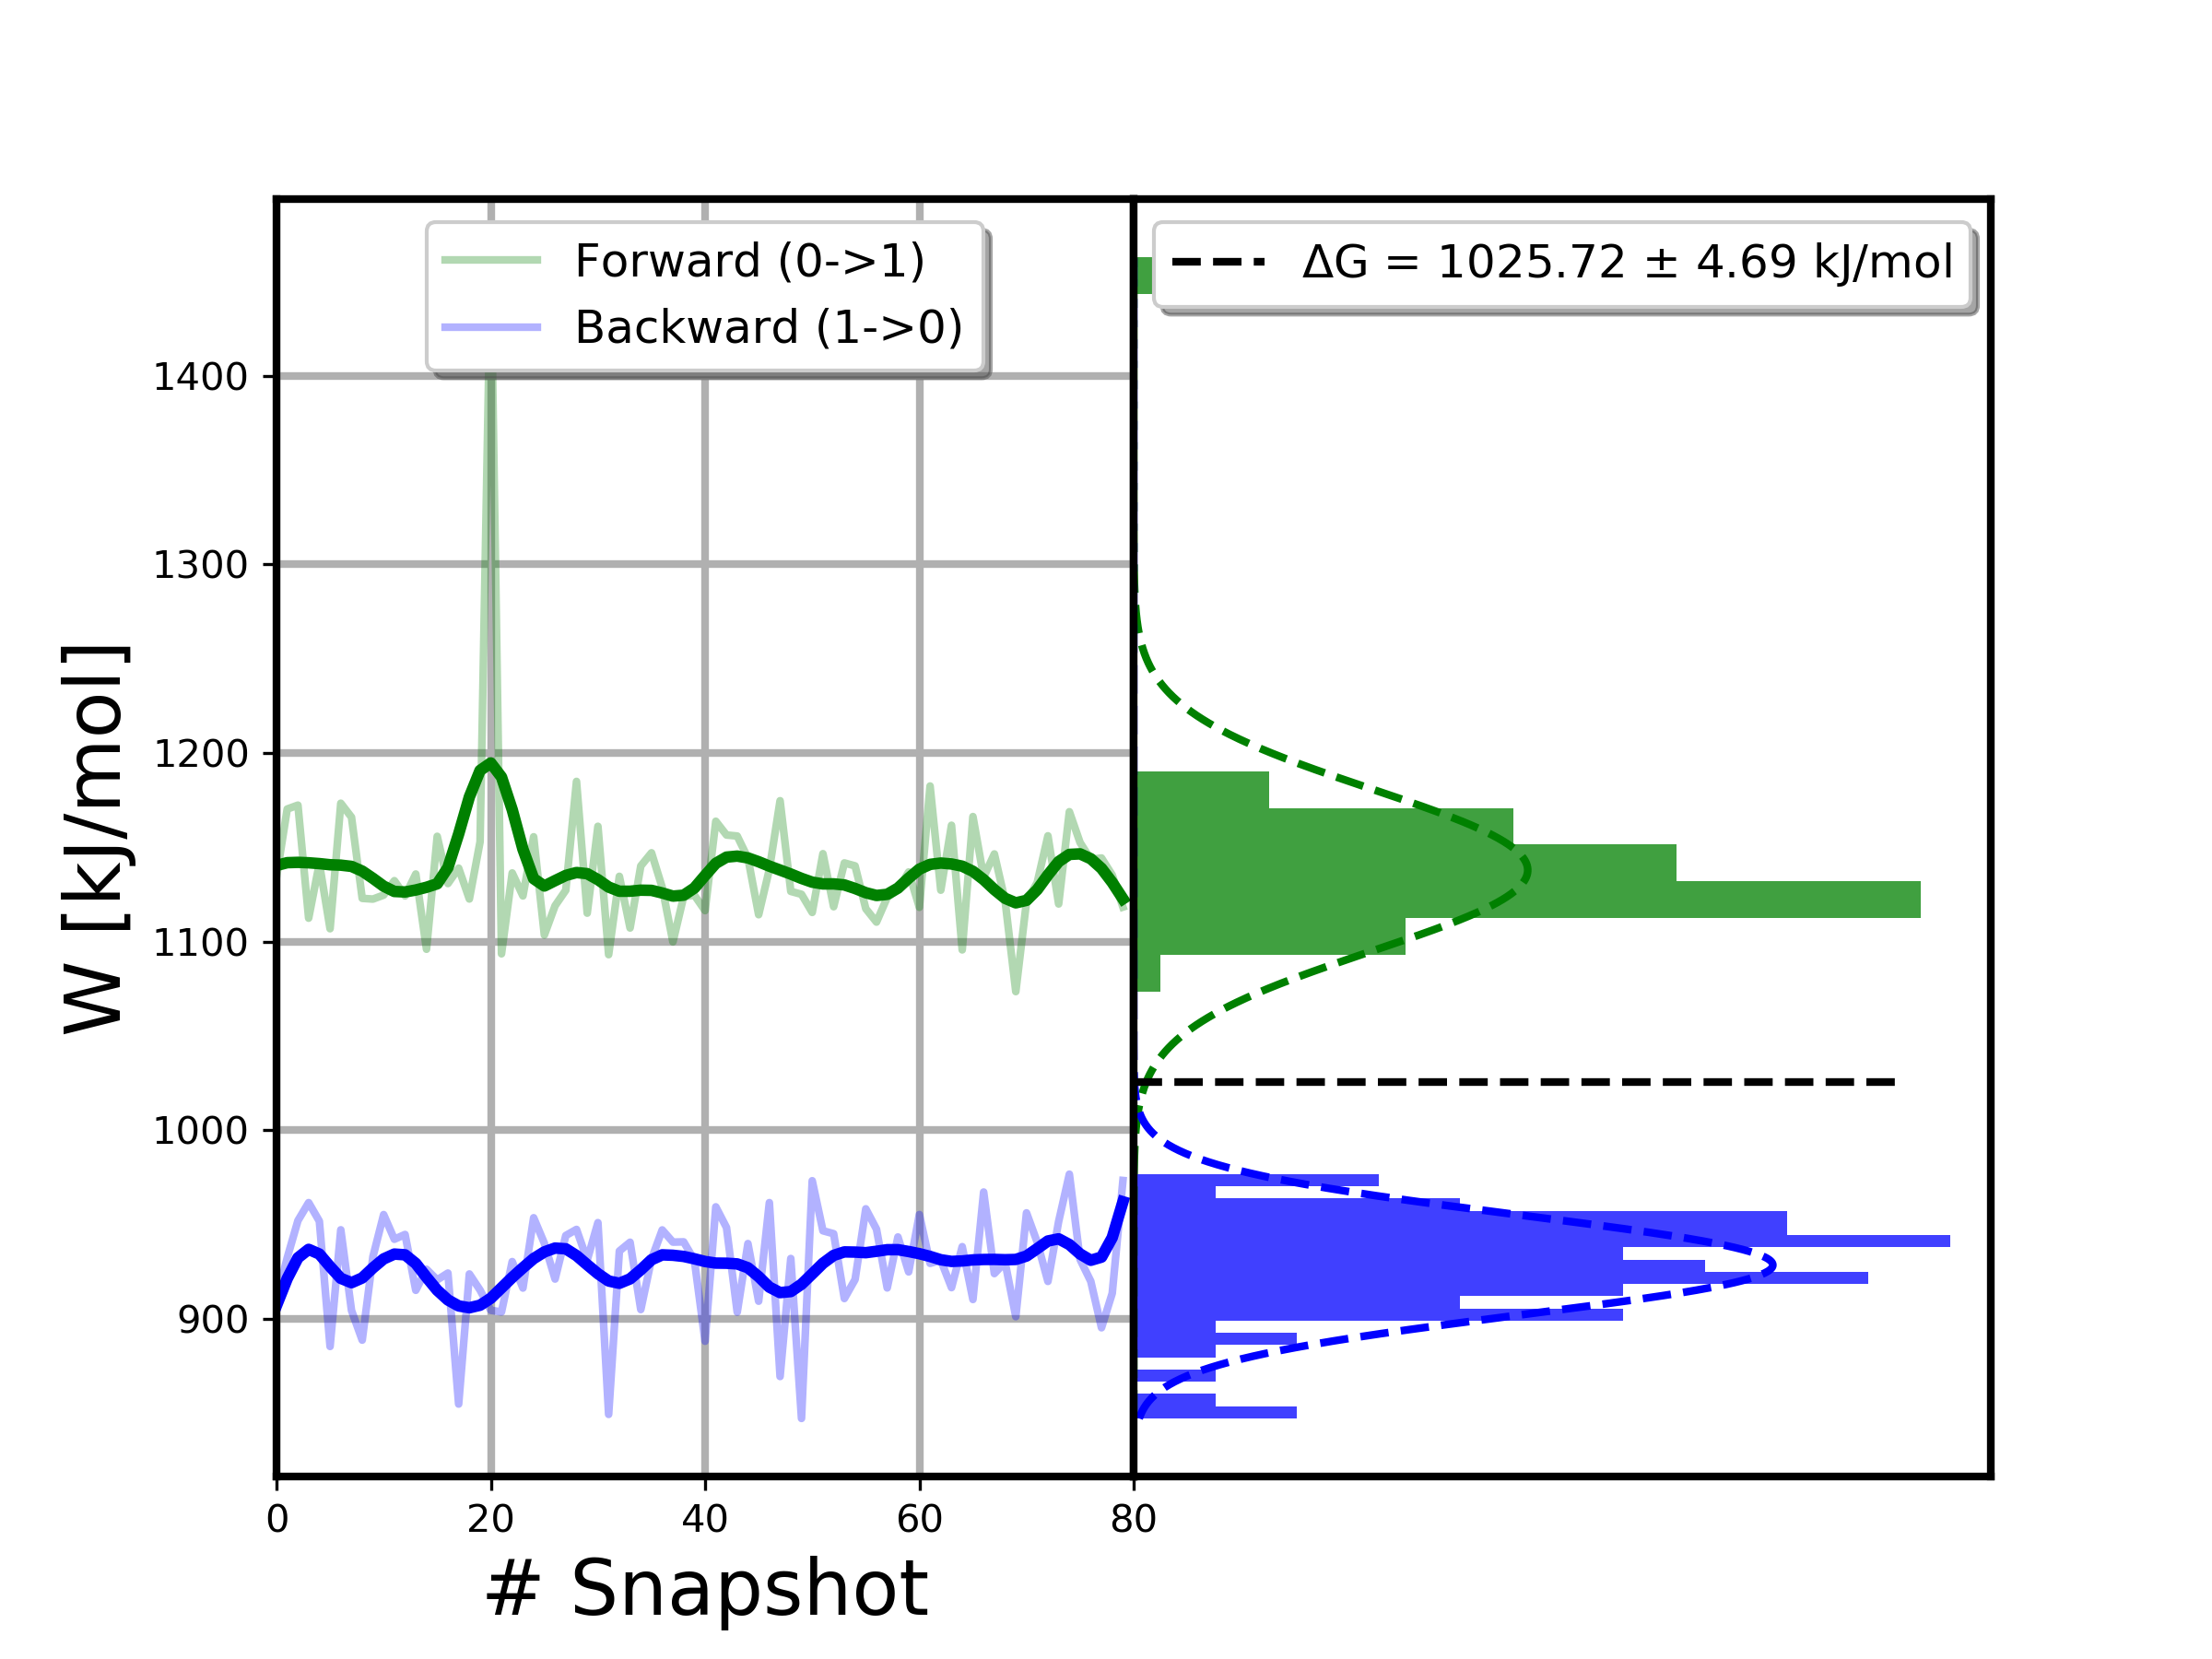 Forward (0->1)
Backward (1->0)
ΔG = 1025.72 ± 4.69 kJ/mol
W [kJ/mol]
1400
1300
1200
1100
1000
900
0 20 40 60 80
# Snapshot